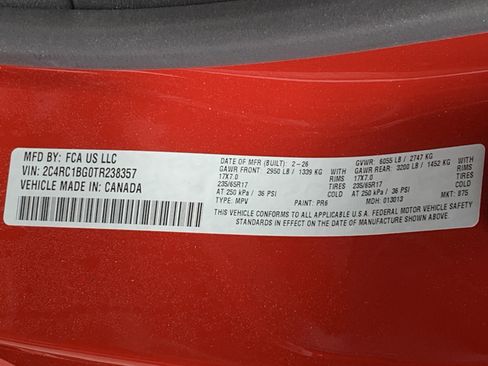 MFD BY: FCA US LLC
VIN: 2C4RC1BG0TR238357
VEHICLE MADE IN: CANADA
DATE OF MFR (BUILT): 2-26 GVWR: 6055 LB / 2747 KG
GAWR FRONT: 2950 LB / 1339 KG WITH GAWR REAR: 3200 LB / 1452 KG WITH
17X7.0 RIMS 17X7.0 RIMS
235/65R17 TIRES 235/65R17 TIRES
AT 250 kPa / 36 PSI COLD AT 250 kPa / 36 PSI COLD
TYPE: MPV PAINT: PR6 MDH: 013013 MKT: 875
THIS VEHICLE CONFORMS TO ALL APPLICABLE U.S.A. FEDERAL MOTOR VEHICLE SAFETY
STANDARDS IN EFFECT ON THE DATE OF MANUFACTURE SHOWN ABOVE.